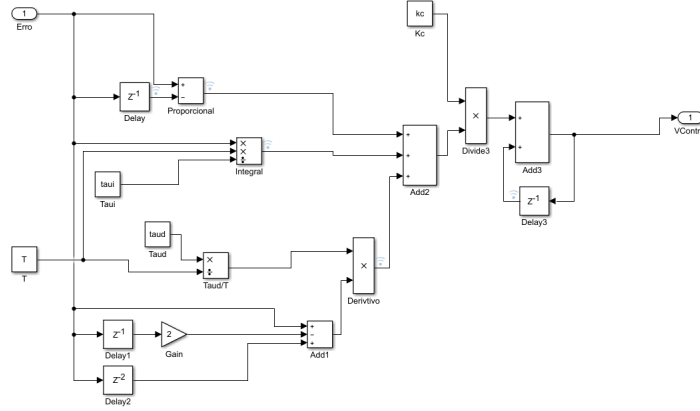 1
Erro
kc
Kc
Z-1
Delay
+
−
Proporcional
×
×
÷
Integral
taui
Taui
+
+
+
Add2
×
Divide3
+
+
Add3
1
VContr
Z-1
Delay3
taud
Taud
×
÷
Taud/T
T
T
×
Derivtivo
Z-1
Delay1
2
Gain
+
−
+
Add1
Z-2
Delay2